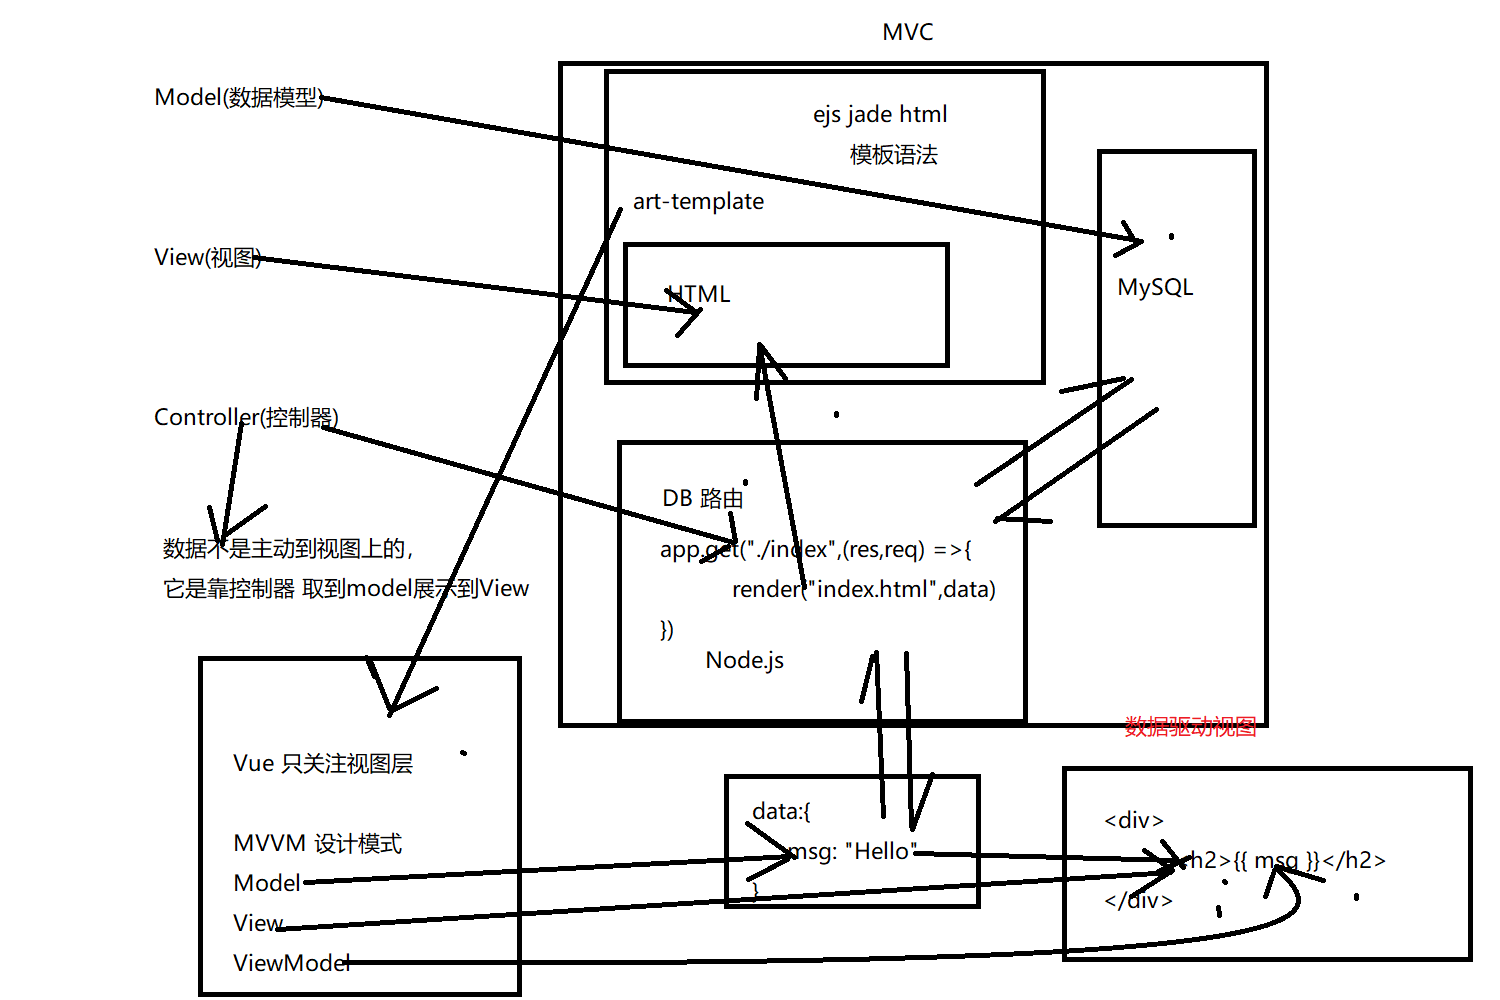 MVC
Model(数据模型)
ejs jade html
模板语法
art-template
View(视图)
HTML
MySQL
Controller(控制器)
DB 路由
数据不是主动到视图上的，
它是靠控制器 取到model展示到View
app.get("./index",(res,req) =>{
render("index.html",data)
})
Node.js
数据驱动视图
Vue 只关注视图层
MVVM 设计模式
Model
View
ViewModel
data:{
msg: "Hello"
}
<div>
h2>{{ msg }}</h2>
</div>